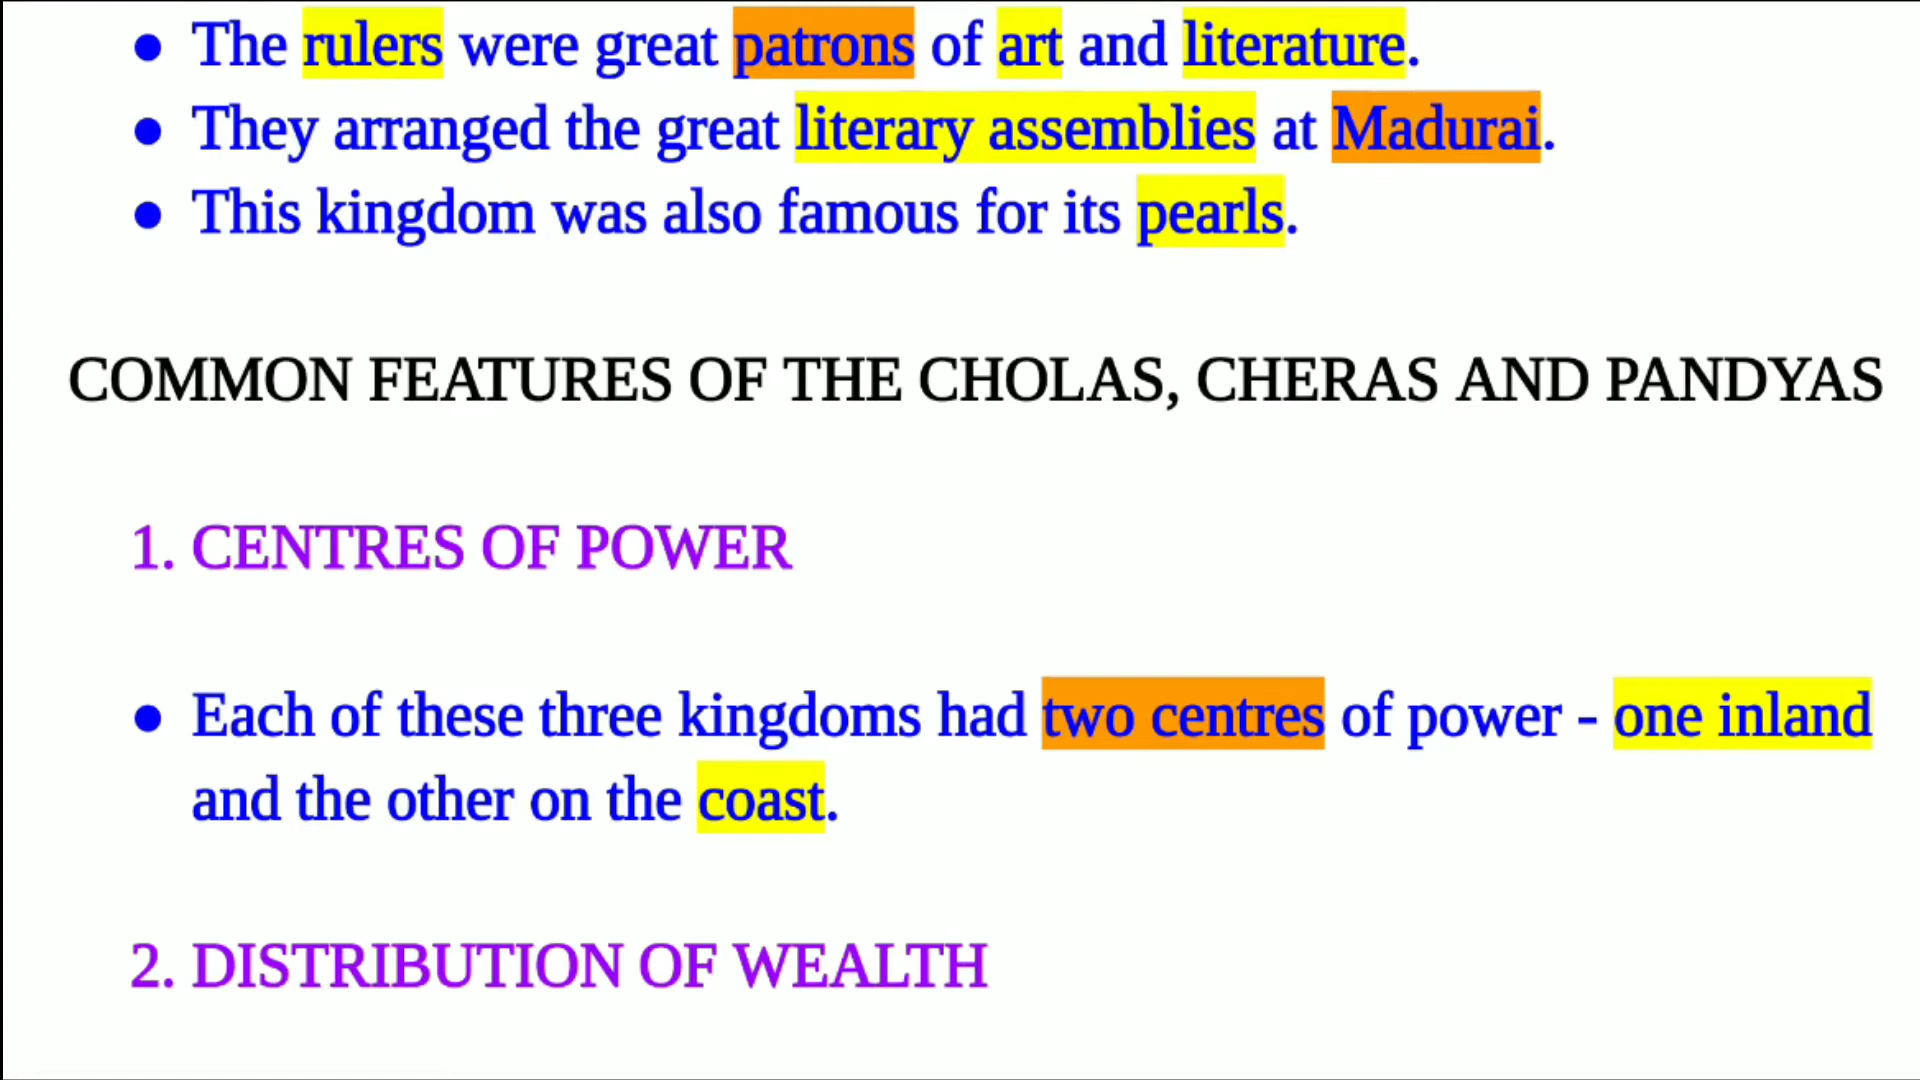 ● The rulers were great patrons of art and literature.
● They arranged the great literary assemblies at Madurai.
● This kingdom was also famous for its pearls.
COMMON FEATURES OF THE CHOLAS, CHERAS AND PANDYAS
1. CENTRES OF POWER
● Each of these three kingdoms had two centres of power - one inland
and the other on the coast.
2. DISTRIBUTION OF WEALTH